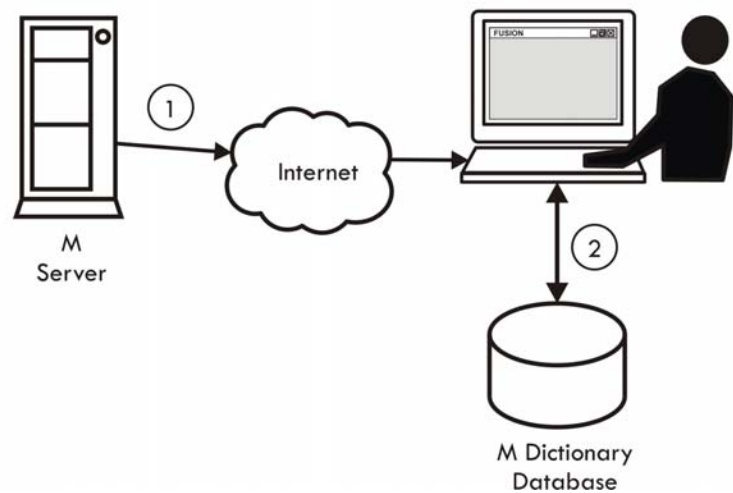 FUSION
1
Internet
M
Server
2
M Dictionary
Database